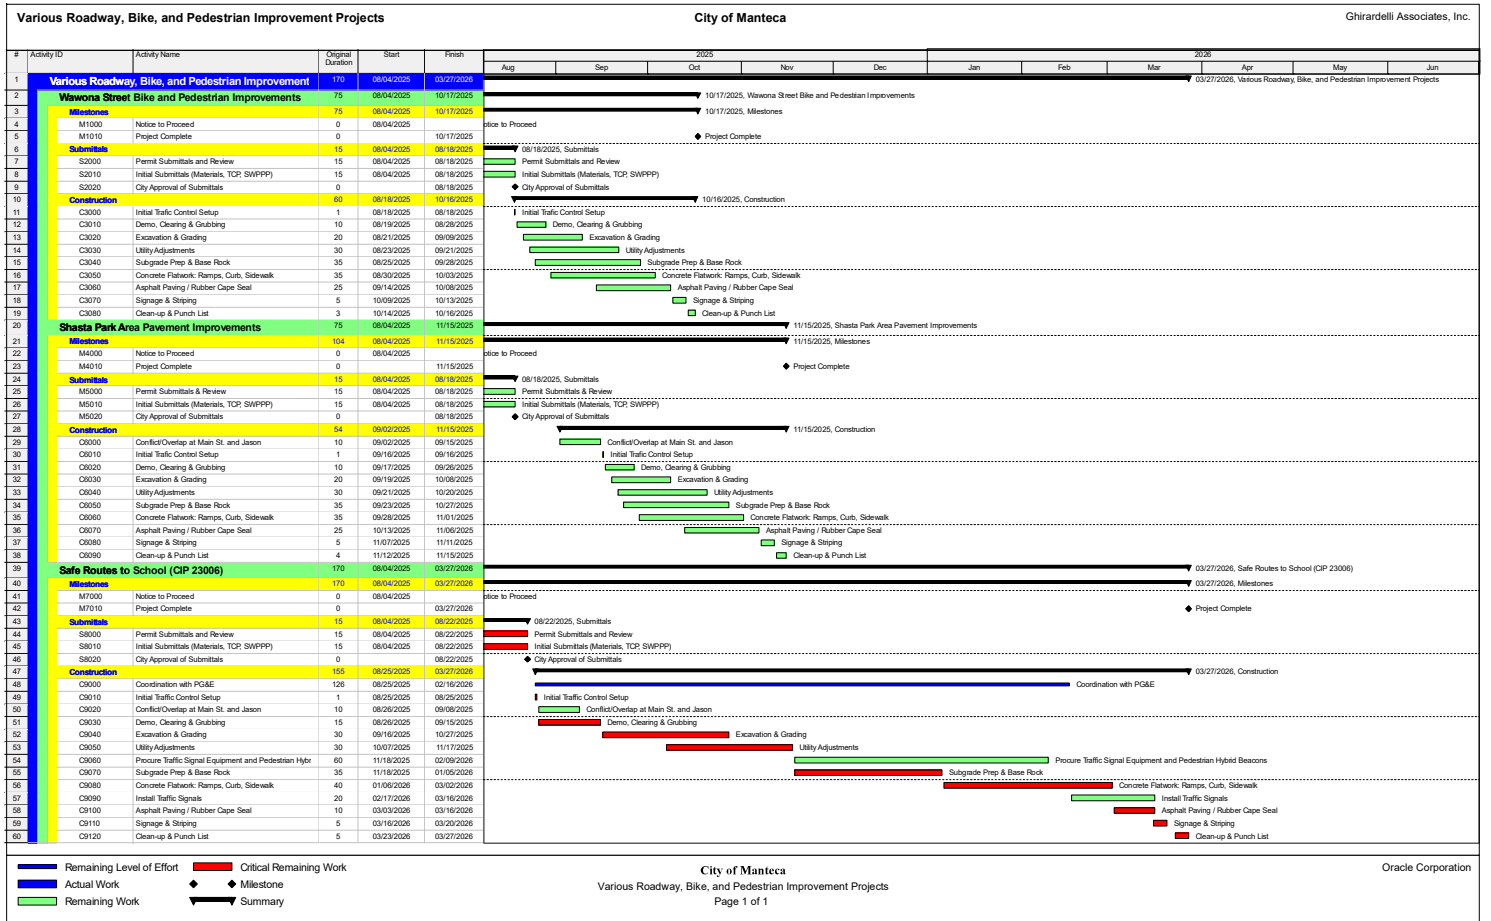 Various Roadway, Bike, and Pedestrian Improvement Projects City of Manteca Ghirardelli Associates, Inc.
# Activity ID Activity Name Original Duration Start Finish 2025 2026
Aug Sep Oct Nov Dec Jan Feb Mar Apr May Jun
1 Various Roadway, Bike, and Pedestrian Improvement 170 08/04/2025 03/27/2026 03/27/2026, Various Roadway, Bike, and Pedestrian Improvement Projects
2 Wawona Street Bike and Pedestrian Improvements 75 08/04/2025 10/17/2025 10/17/2025, Wawona Street Bike and Pedestrian Improvements
3 Milestones 75 08/04/2025 10/17/2025 10/17/2025, Milestones
4 M1000 Notice to Proceed 0 08/04/2025 otice to Proceed
5 M1010 Project Complete 0 10/17/2025 Project Complete
6 Submittals 15 08/04/2025 08/18/2025 08/18/2025, Submittals
7 S2000 Permit Submittals and Review 15 08/04/2025 08/18/2025 Permit Submittals and Review
8 S2010 Initial Submittals (Materials, TCP, SWPPP) 15 08/04/2025 08/18/2025 Initial Submittals (Materials, TCP, SWPPP)
9 S2020 City Approval of Submittals 0 08/18/2025 City Approval of Submittals
10 Construction 60 08/18/2025 10/16/2025 10/16/2025, Construction
11 C3000 Initial Trafic Control Setup 1 08/18/2025 08/18/2025 Initial Trafic Control Setup
12 C3010 Demo, Clearing & Grubbing 10 08/19/2025 08/28/2025 Demo, Clearing & Grubbing
13 C3020 Excavation & Grading 20 08/21/2025 09/09/2025 Excavation & Grading
14 C3030 Utility Adjustments 30 08/23/2025 09/21/2025 Utility Adjustments
15 C3040 Subgrade Prep & Base Rock 35 08/25/2025 09/28/2025 Subgrade Prep & Base Rock
16 C3050 Concrete Flatwork: Ramps, Curb, Sidewalk 35 08/30/2025 10/03/2025 Concrete Flatwork: Ramps, Curb, Sidewalk
17 C3060 Asphalt Paving / Rubber Cape Seal 25 09/14/2025 10/08/2025 Asphalt Paving / Rubber Cape Seal
18 C3070 Signage & Striping 5 10/09/2025 10/13/2025 Signage & Striping
19 C3080 Clean-up & Punch List 3 10/14/2025 10/16/2025 Clean-up & Punch List
20 Shasta Park Area Pavement Improvements 75 08/04/2025 11/15/2025 11/15/2025, Shasta Park Area Pavement Improvements
21 Milestones 104 08/04/2025 11/15/2025 11/15/2025, Milestones
22 M4000 Notice to Proceed 0 08/04/2025 otice to Proceed
23 M4010 Project Complete 0 11/15/2025 Project Complete
24 Submittals 15 08/04/2025 08/18/2025 08/18/2025, Submittals
25 M5000 Permit Submittals & Review 15 08/04/2025 08/18/2025 Permit Submittals & Review
26 M5010 Initial Submittals (Materials, TCP, SWPPP) 15 08/04/2025 08/18/2025 Initial Submittals (Materials, TCP, SWPPP)
27 M5020 City Approval of Submittals 0 08/18/2025 City Approval of Submittals
28 Construction 54 09/02/2025 11/15/2025 11/15/2025, Construction
29 C6000 Conflict/Overlap at Main St. and Jason 10 09/02/2025 09/15/2025 Conflict/Overlap at Main St. and Jason
30 C6010 Initial Trafic Control Setup 1 09/16/2025 09/16/2025 Initial Trafic Control Setup
31 C6020 Demo, Clearing & Grubbing 10 09/17/2025 09/26/2025 Demo, Clearing & Grubbing
32 C6030 Excavation & Grading 20 09/19/2025 10/08/2025 Excavation & Grading
33 C6040 Utility Adjustments 30 09/21/2025 10/20/2025 Utility Adjustments
34 C6050 Subgrade Prep & Base Rock 35 09/23/2025 10/27/2025 Subgrade Prep & Base Rock
35 C6060 Concrete Flatwork: Ramps, Curb, Sidewalk 35 09/28/2025 11/01/2025 Concrete Flatwork: Ramps, Curb, Sidewalk
36 C6070 Asphalt Paving / Rubber Cape Seal 25 10/13/2025 11/06/2025 Asphalt Paving / Rubber Cape Seal
37 C6080 Signage & Striping 5 11/07/2025 11/11/2025 Signage & Striping
38 C6090 Clean-up & Punch List 4 11/12/2025 11/15/2025 Clean-up & Punch List
39 Safe Routes to School (CIP 23006) 170 08/04/2025 03/27/2026 03/27/2026, Safe Routes to School (CIP 23006)
40 Milestones 170 08/04/2025 03/27/2026 03/27/2026, Milestones
41 M7000 Notice to Proceed 0 08/04/2025 otice to Proceed
42 M7010 Project Complete 0 03/27/2026 Project Complete
43 Submittals 15 08/04/2025 08/22/2025 08/22/2025, Submittals
44 S8000 Permit Submittals and Review 15 08/04/2025 08/22/2025 Permit Submittals and Review
45 S8010 Initial Submittals (Materials, TCP, SWPPP) 15 08/04/2025 08/22/2025 Initial Submittals (Materials, TCP, SWPPP)
46 S8020 City Approval of Submittals 0 08/22/2025 City Approval of Submittals
47 Construction 155 08/25/2025 03/27/2026 03/27/2026, Construction
48 C9000 Coordination with PG&E 126 08/25/2025 02/16/2026 Coordination with PG&E
49 C9010 Initial Traffic Control Setup 1 08/25/2025 08/25/2025 Initial Traffic Control Setup
50 C9020 Conflict/Overlap at Main St. and Jason 10 08/26/2025 09/08/2025 Conflict/Overlap at Main St. and Jason
51 C9030 Demo, Clearing & Grubbing 15 08/26/2025 09/15/2025 Demo, Clearing & Grubbing
52 C9040 Excavation & Grading 30 09/16/2025 10/27/2025 Excavation & Grading
53 C9050 Utility Adjustments 30 10/07/2025 11/17/2025 Utility Adjustments
54 C9060 Procure Traffic Signal Equipment and Pedestrian Hybr 60 11/18/2025 02/09/2026 Procure Traffic Signal Equipment and Pedestrian Hybrid Beacons
55 C9070 Subgrade Prep & Base Rock 35 11/18/2025 01/05/2026 Subgrade Prep & Base Rock
56 C9080 Concrete Flatwork: Ramps, Curb, Sidewalk 40 01/06/2026 03/02/2026 Concrete Flatwork: Ramps, Curb, Sidewalk
57 C9090 Install Traffic Signals 20 02/17/2026 03/16/2026 Install Traffic Signals
58 C9100 Asphalt Paving / Rubber Cape Seal 10 03/03/2026 03/16/2026 Asphalt Paving / Rubber Cape Seal
59 C9110 Signage & Striping 5 03/16/2026 03/20/2026 Signage & Striping
60 C9120 Clean-up & Punch List 5 03/23/2026 03/27/2026 Clean-up & Punch List
Remaining Level of Effort Critical Remaining Work City of Manteca Oracle Corporation
Actual Work Milestone Various Roadway, Bike, and Pedestrian Improvement Projects
Remaining Work Summary Page 1 of 1